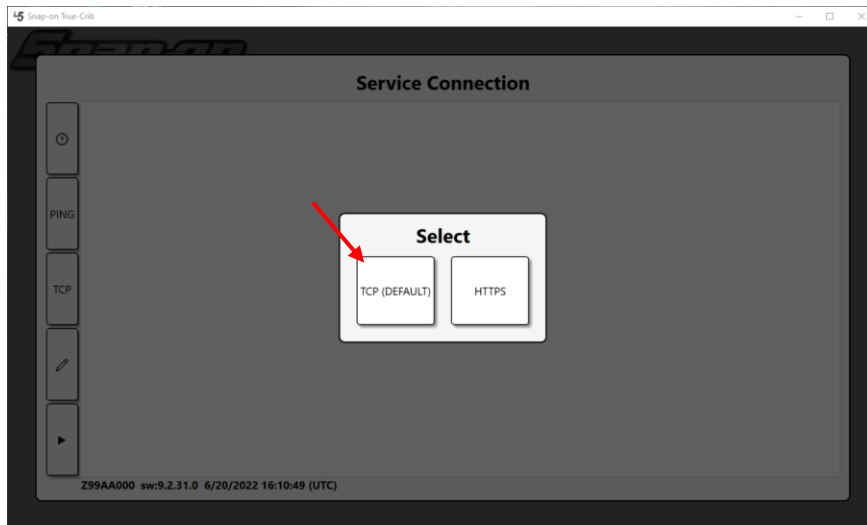 Snap-on True-Crib
Snap-on
Service Connection
PING
TCP
Select
TCP (DEFAULT)
HTTPS
Z99AA000 sw:9.2.31.0 6/20/2022 16:10:49 (UTC)